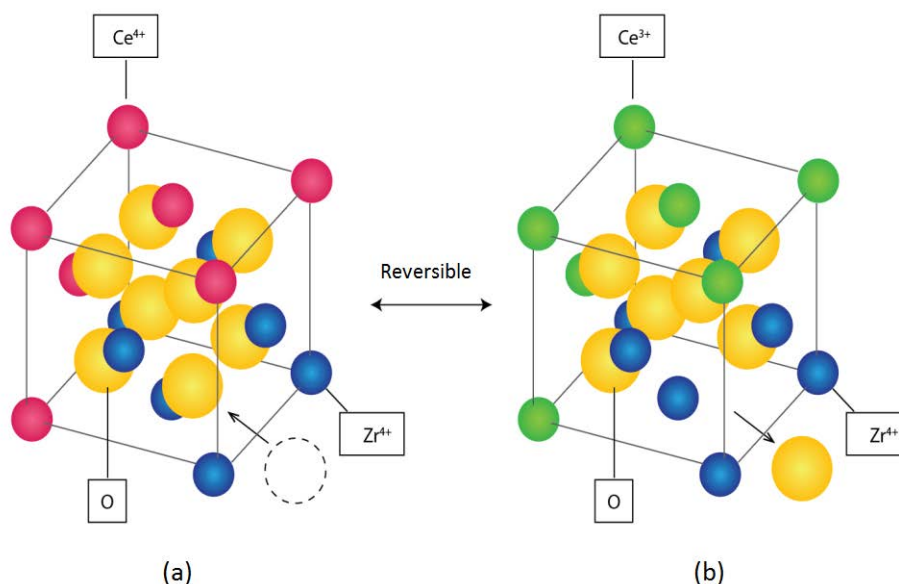 Ce⁴⁺
Ce³⁺
Reversible
Zr⁴⁺
Zr⁴⁺
O
O
(a)
(b)